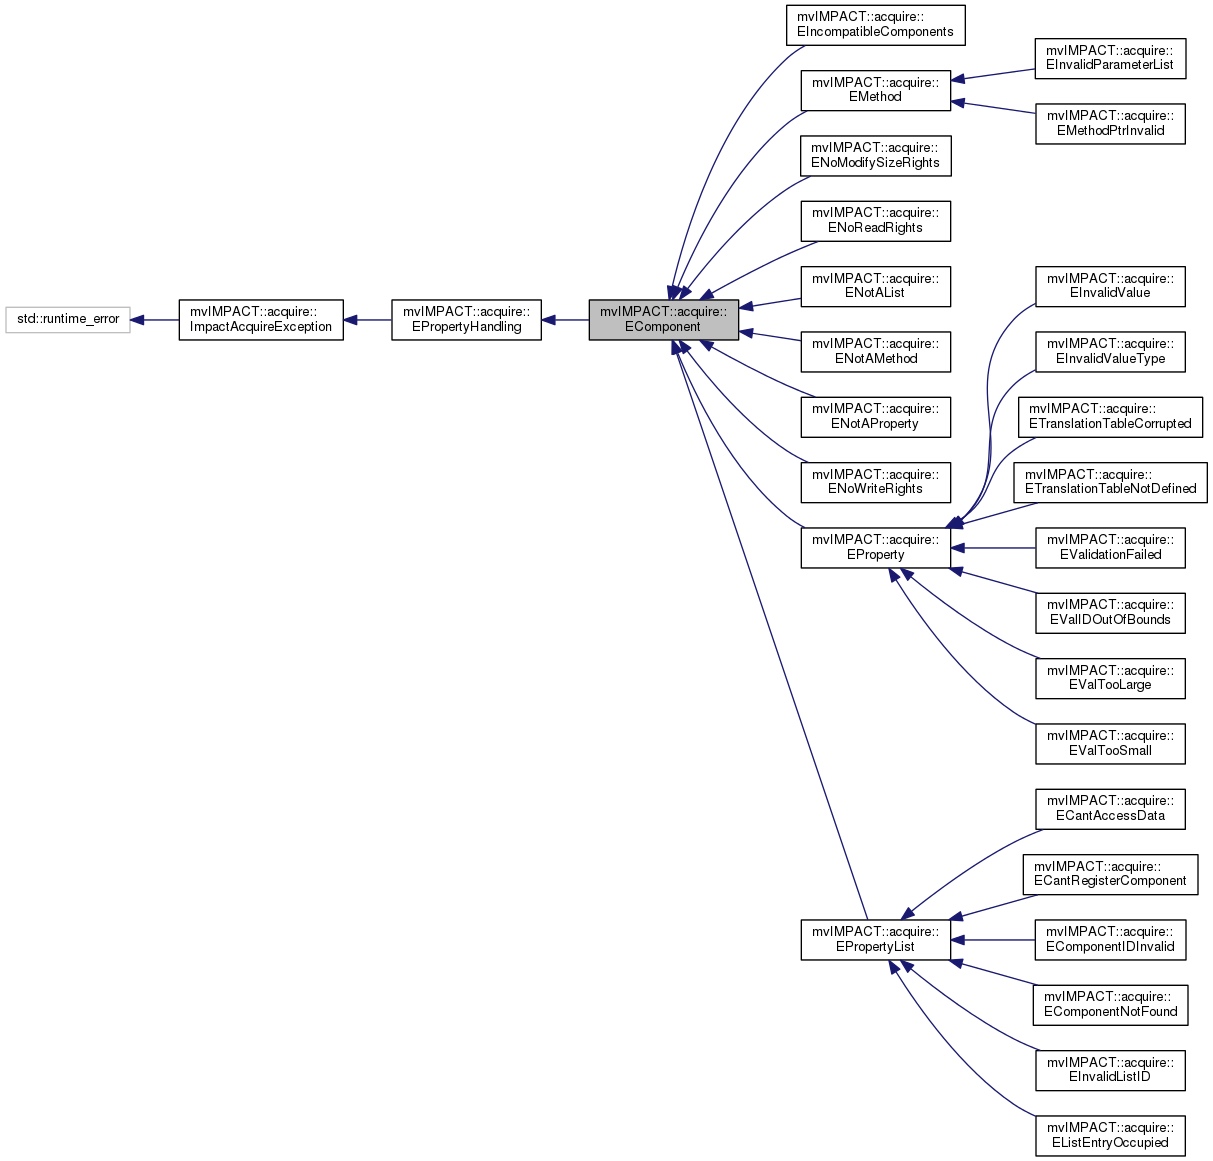 std::runtime_error
mvIMPACT::acquire::
ImpactAcquireException
mvIMPACT::acquire::
EPropertyHandling
mvIMPACT::acquire::
EComponent
mvIMPACT::acquire::
EIncompatibleComponents
mvIMPACT::acquire::
EMethod
mvIMPACT::acquire::
ENoModifySizeRights
mvIMPACT::acquire::
ENoReadRights
mvIMPACT::acquire::
ENotAList
mvIMPACT::acquire::
ENotAMethod
mvIMPACT::acquire::
ENotAProperty
mvIMPACT::acquire::
ENoWriteRights
mvIMPACT::acquire::
EProperty
mvIMPACT::acquire::
EPropertyList
mvIMPACT::acquire::
EInvalidParameterList
mvIMPACT::acquire::
EMethodPtrInvalid
mvIMPACT::acquire::
EInvalidValue
mvIMPACT::acquire::
EInvalidValueType
mvIMPACT::acquire::
ETranslationTableCorrupted
mvIMPACT::acquire::
ETranslationTableNotDefined
mvIMPACT::acquire::
EValidationFailed
mvIMPACT::acquire::
EValIDOutOfBounds
mvIMPACT::acquire::
EValTooLarge
mvIMPACT::acquire::
EValTooSmall
mvIMPACT::acquire::
ECantAccessData
mvIMPACT::acquire::
ECantRegisterComponent
mvIMPACT::acquire::
EComponentIDInvalid
mvIMPACT::acquire::
EComponentNotFound
mvIMPACT::acquire::
EInvalidListID
mvIMPACT::acquire::
EListEntryOccupied